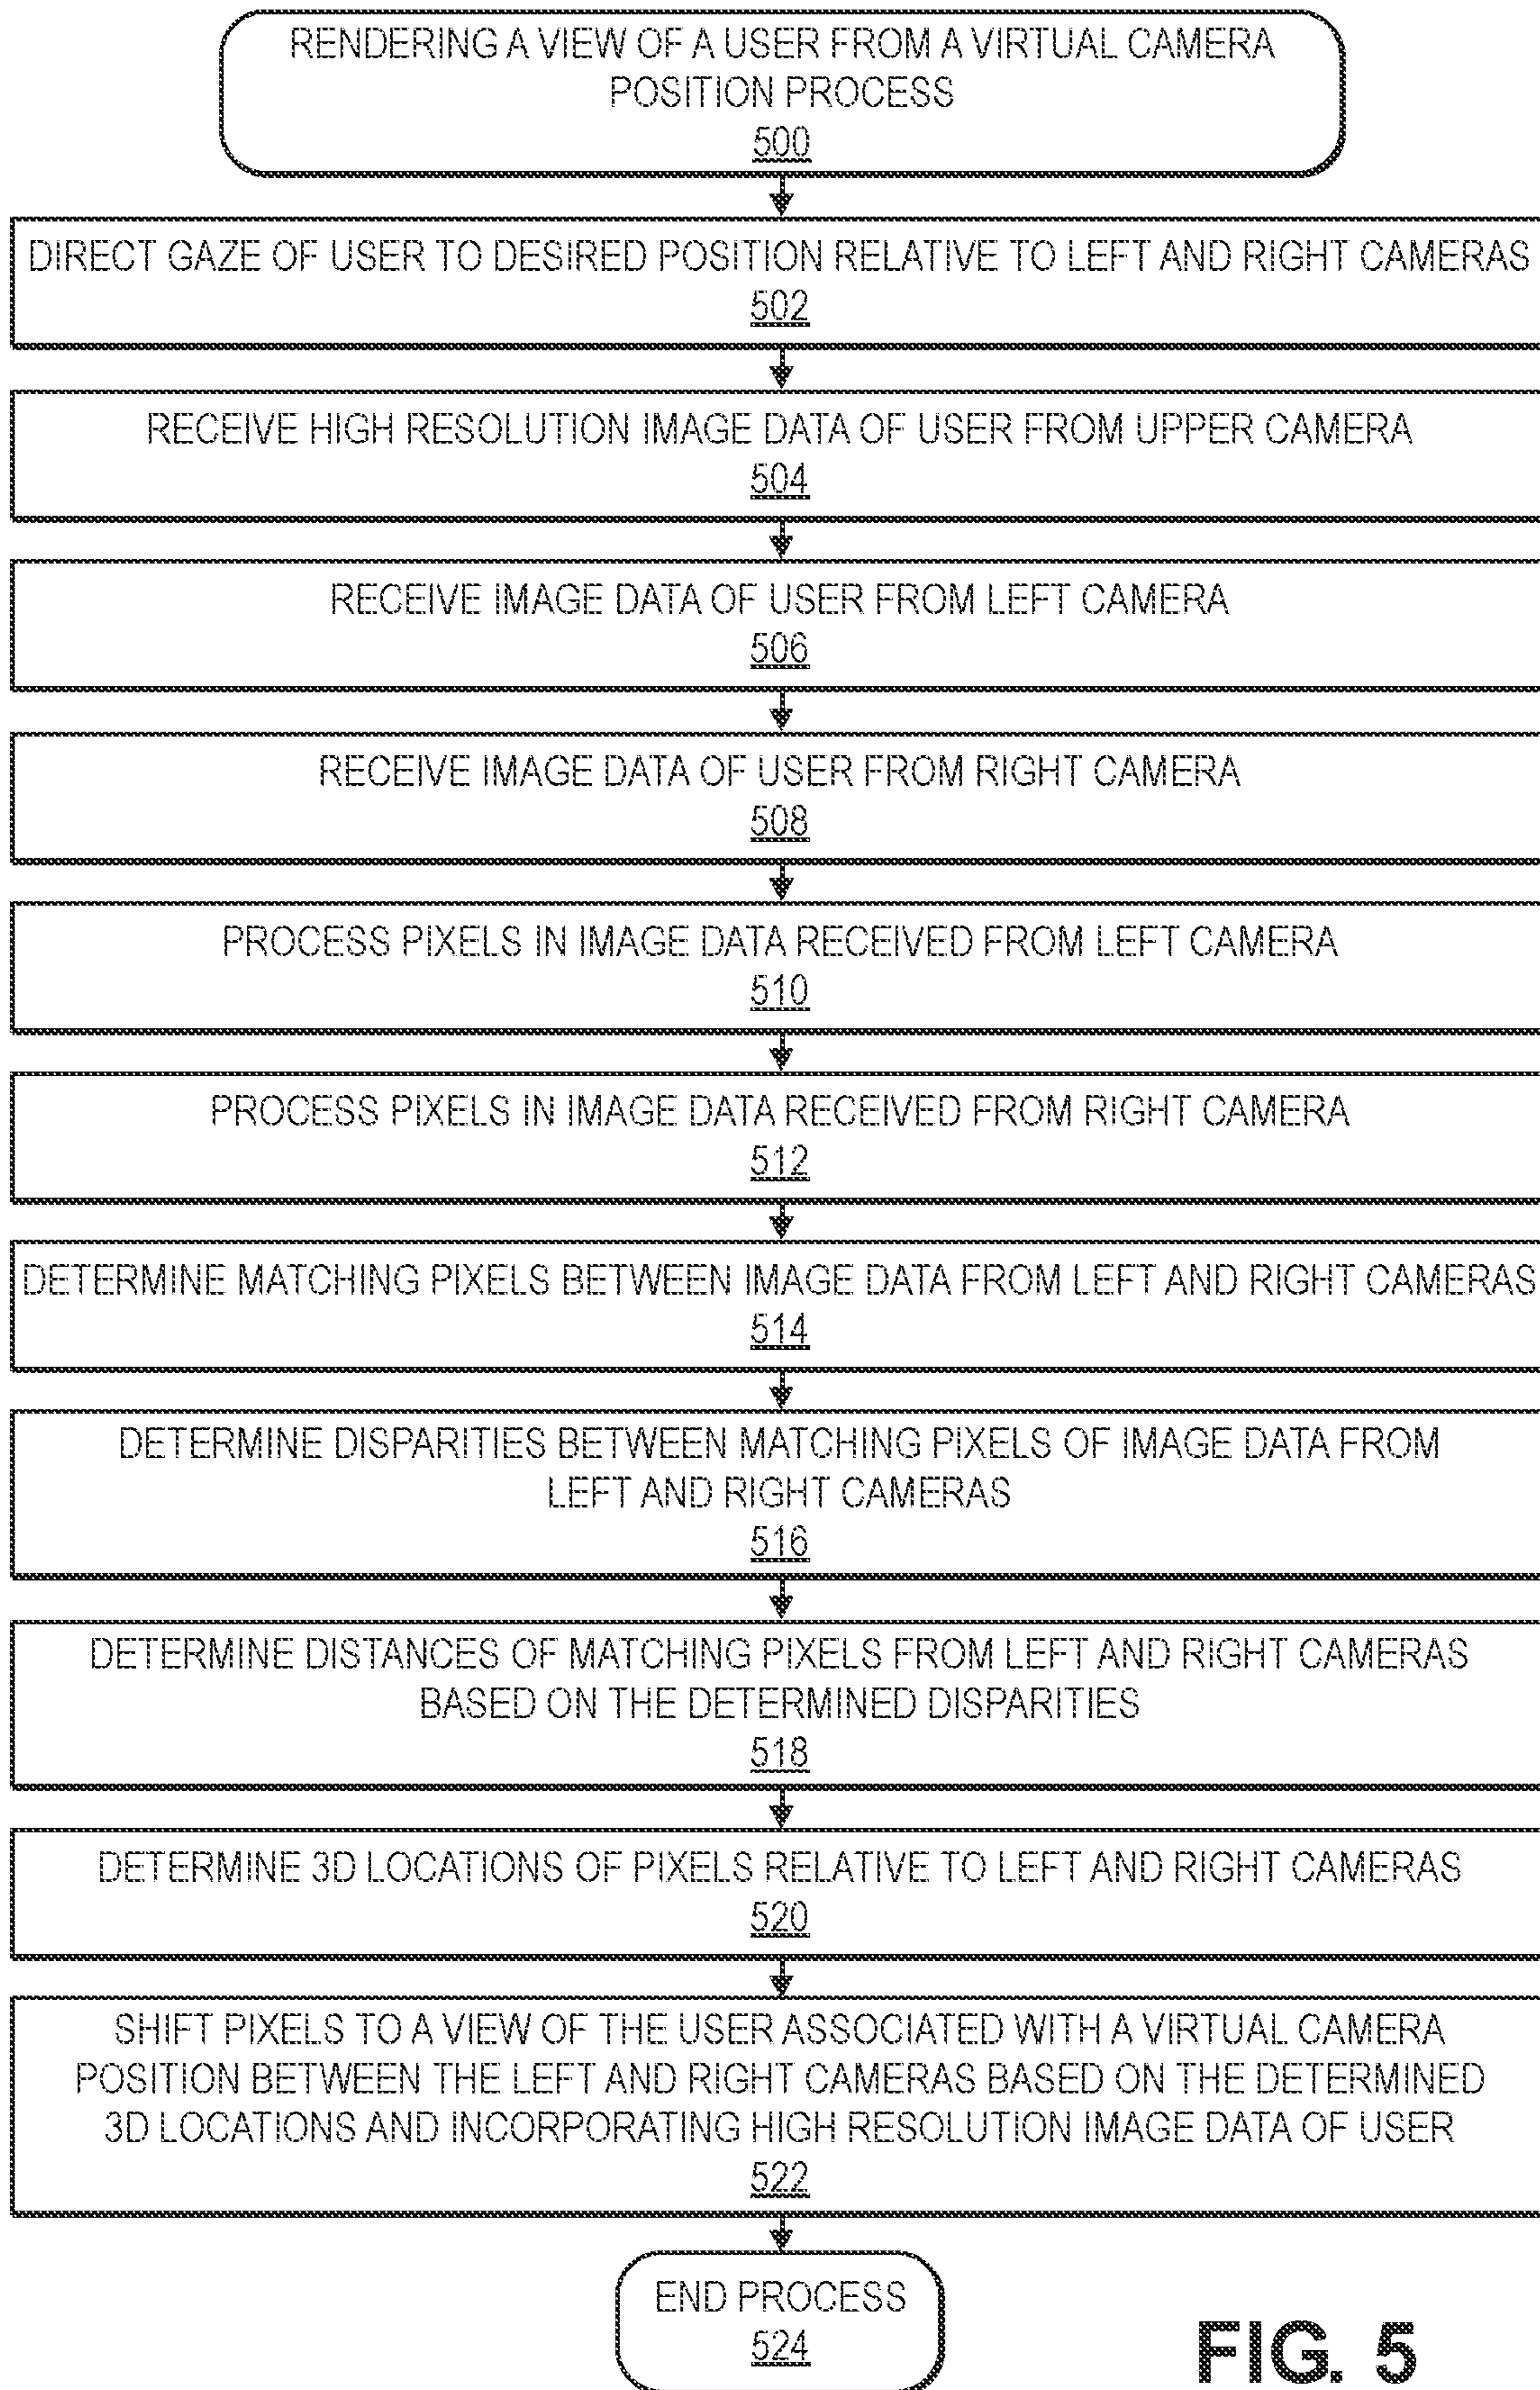 RENDERING A VIEW OF A USER FROM A VIRTUAL CAMERA
POSITION PROCESS
500
DIRECT GAZE OF USER TO DESIRED POSITION RELATIVE TO LEFT AND RIGHT CAMERAS
502
RECEIVE HIGH RESOLUTION IMAGE DATA OF USER FROM UPPER CAMERA
504
RECEIVE IMAGE DATA OF USER FROM LEFT CAMERA
506
RECEIVE IMAGE DATA OF USER FROM RIGHT CAMERA
508
PROCESS PIXELS IN IMAGE DATA RECEIVED FROM LEFT CAMERA
510
PROCESS PIXELS IN IMAGE DATA RECEIVED FROM RIGHT CAMERA
512
DETERMINE MATCHING PIXELS BETWEEN IMAGE DATA FROM LEFT AND RIGHT CAMERAS
514
DETERMINE DISPARITIES BETWEEN MATCHING PIXELS OF IMAGE DATA FROM
LEFT AND RIGHT CAMERAS
516
DETERMINE DISTANCES OF MATCHING PIXELS FROM LEFT AND RIGHT CAMERAS
BASED ON THE DETERMINED DISPARITIES
518
DETERMINE 3D LOCATIONS OF PIXELS RELATIVE TO LEFT AND RIGHT CAMERAS
520
SHIFT PIXELS TO A VIEW OF THE USER ASSOCIATED WITH A VIRTUAL CAMERA
POSITION BETWEEN THE LEFT AND RIGHT CAMERAS BASED ON THE DETERMINED
3D LOCATIONS AND INCORPORATING HIGH RESOLUTION IMAGE DATA OF USER
522
END PROCESS
524
FIG. 5